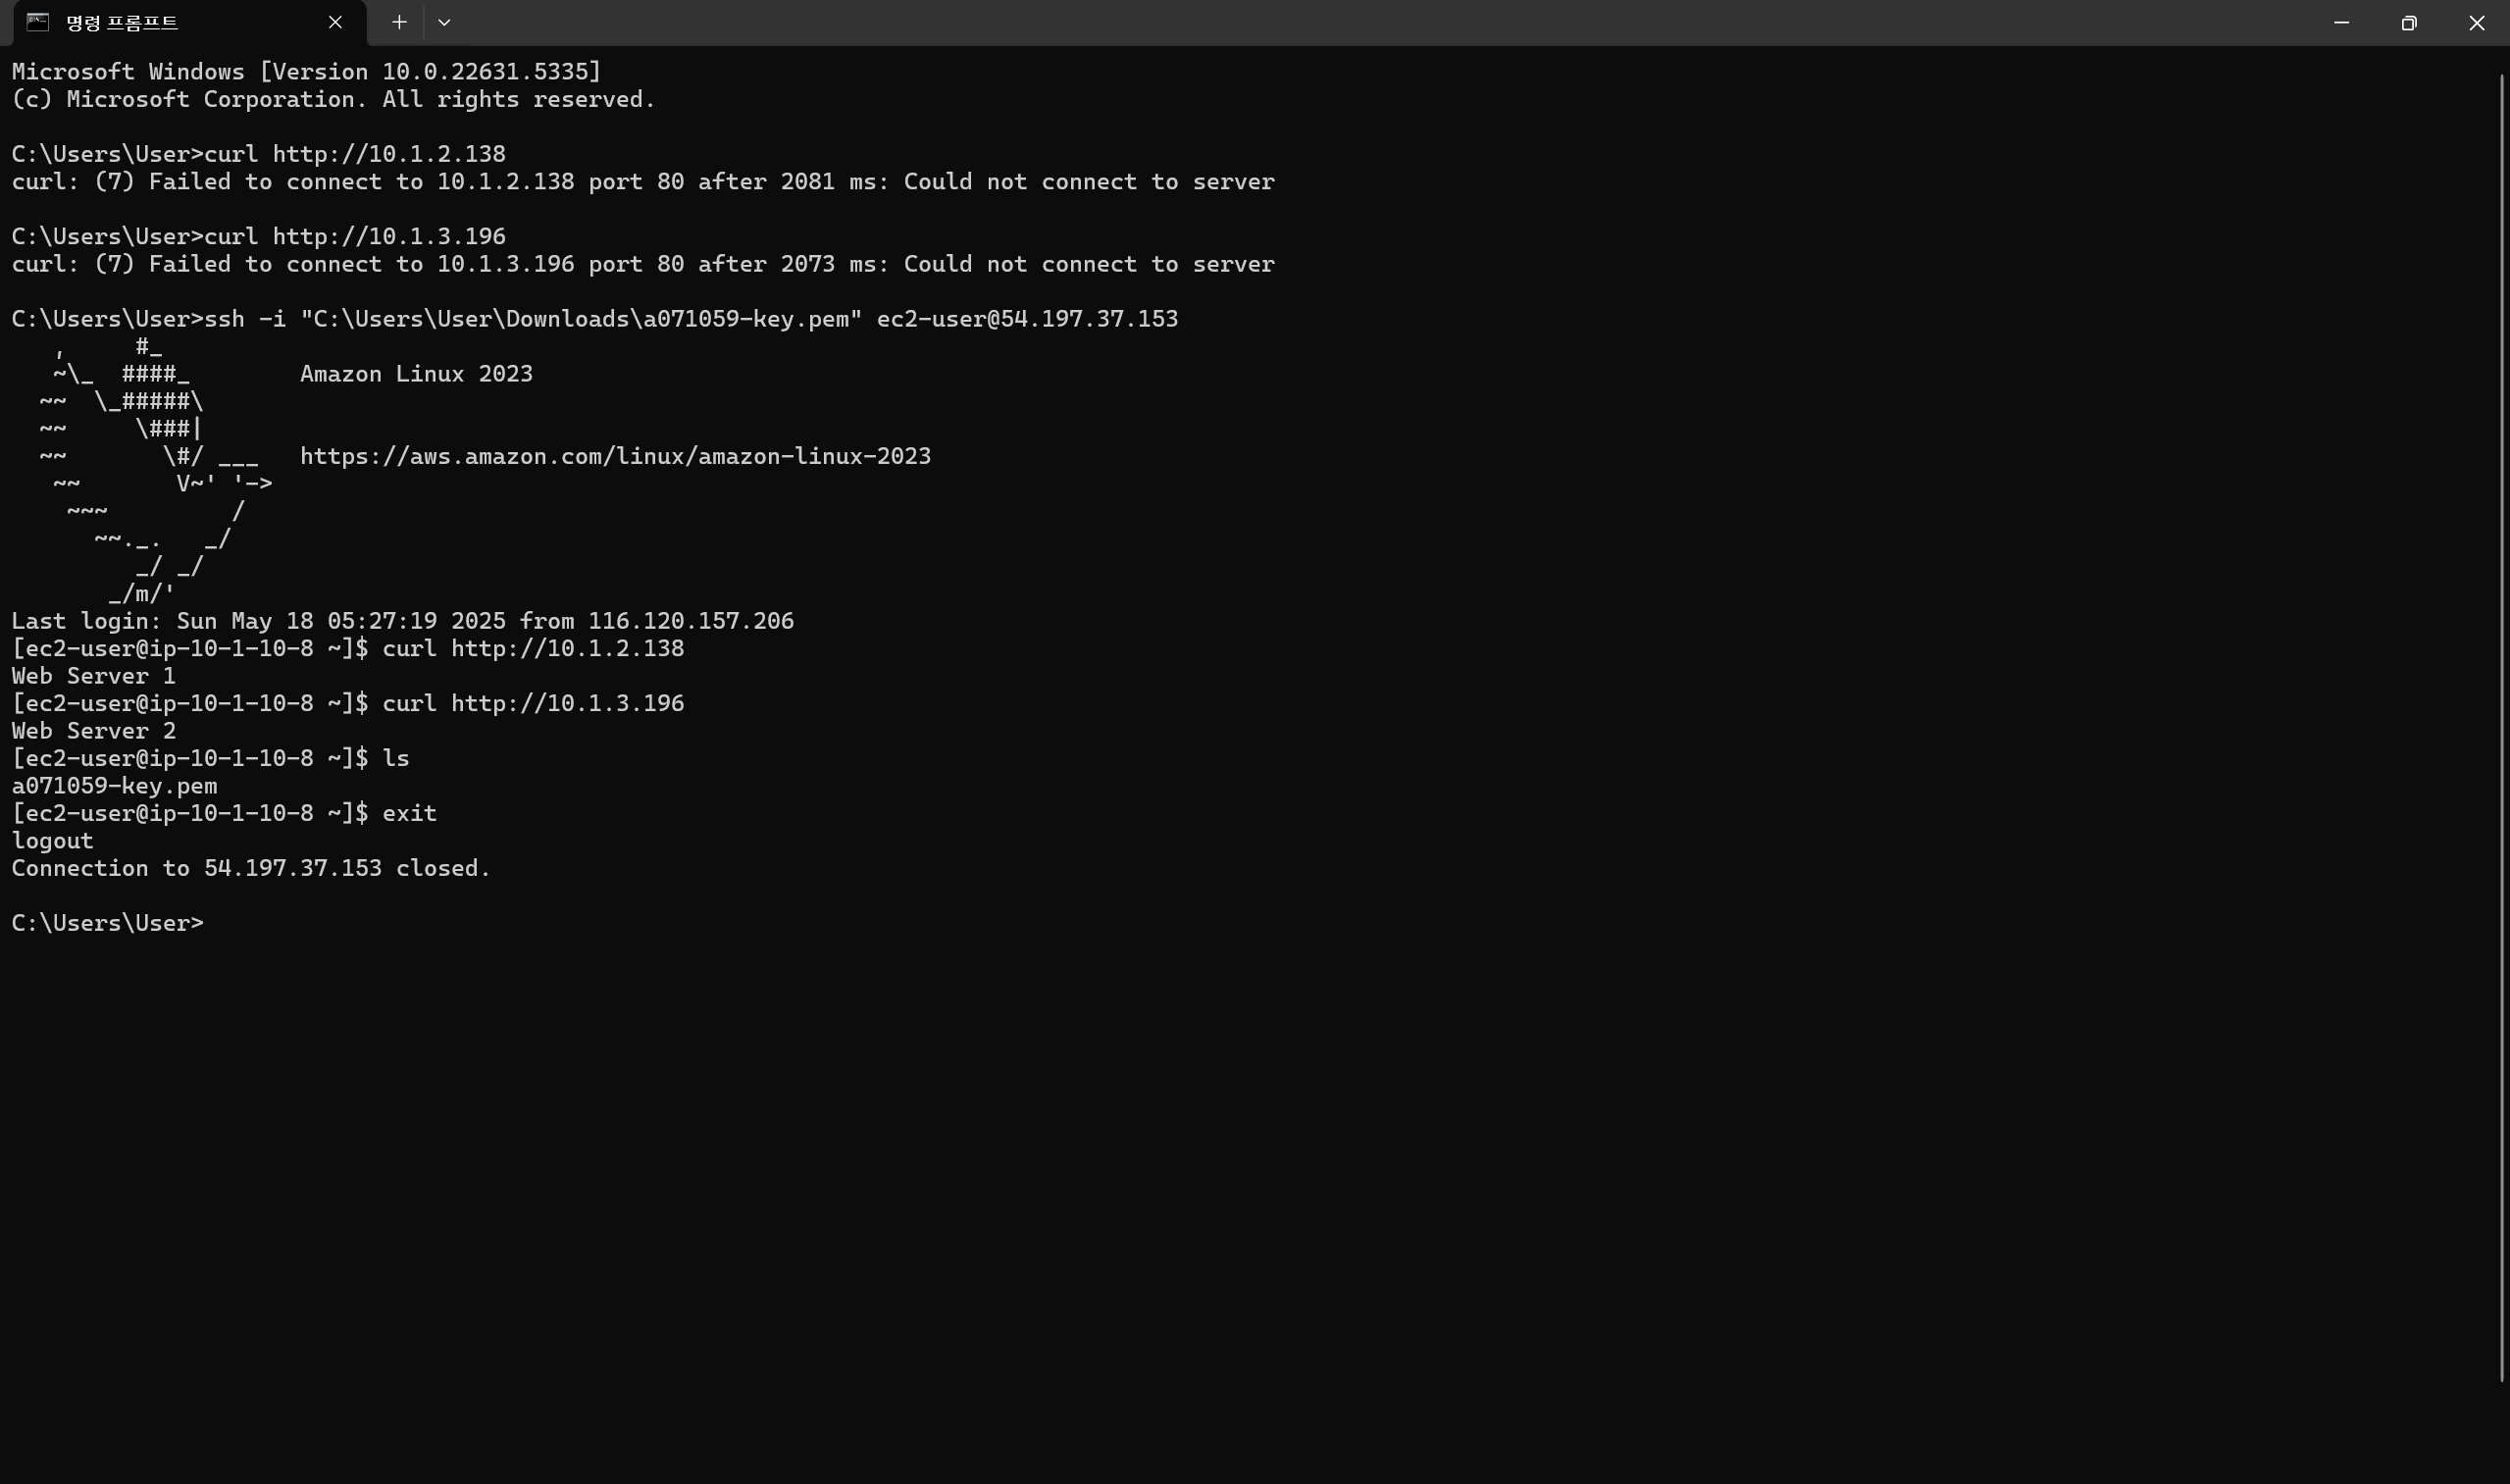 명령 프롬프트
Microsoft Windows [Version 10.0.22631.5335]
(c) Microsoft Corporation. All rights reserved.
C:\Users\User>curl http://10.1.2.138
curl: (7) Failed to connect to 10.1.2.138 port 80 after 2081 ms: Could not connect to server
C:\Users\User>curl http://10.1.3.196
curl: (7) Failed to connect to 10.1.3.196 port 80 after 2073 ms: Could not connect to server
C:\Users\User>ssh -i "C:\Users\User\Downloads\a071059-key.pem" ec2-user@54.197.37.153
   ,     #_
   ~\_  ####_        Amazon Linux 2023
  ~~  \_#####\
  ~~     \###|
  ~~       \#/ ___   https://aws.amazon.com/linux/amazon-linux-2023
   ~~       V~' '->
    ~~~         /
      ~~._.   _/
         _/ _/
       _/m/'
Last login: Sun May 18 05:27:19 2025 from 116.120.157.206
[ec2-user@ip-10-1-10-8 ~]$ curl http://10.1.2.138
Web Server 1
[ec2-user@ip-10-1-10-8 ~]$ curl http://10.1.3.196
Web Server 2
[ec2-user@ip-10-1-10-8 ~]$ ls
a071059-key.pem
[ec2-user@ip-10-1-10-8 ~]$ exit
logout
Connection to 54.197.37.153 closed.
C:\Users\User>